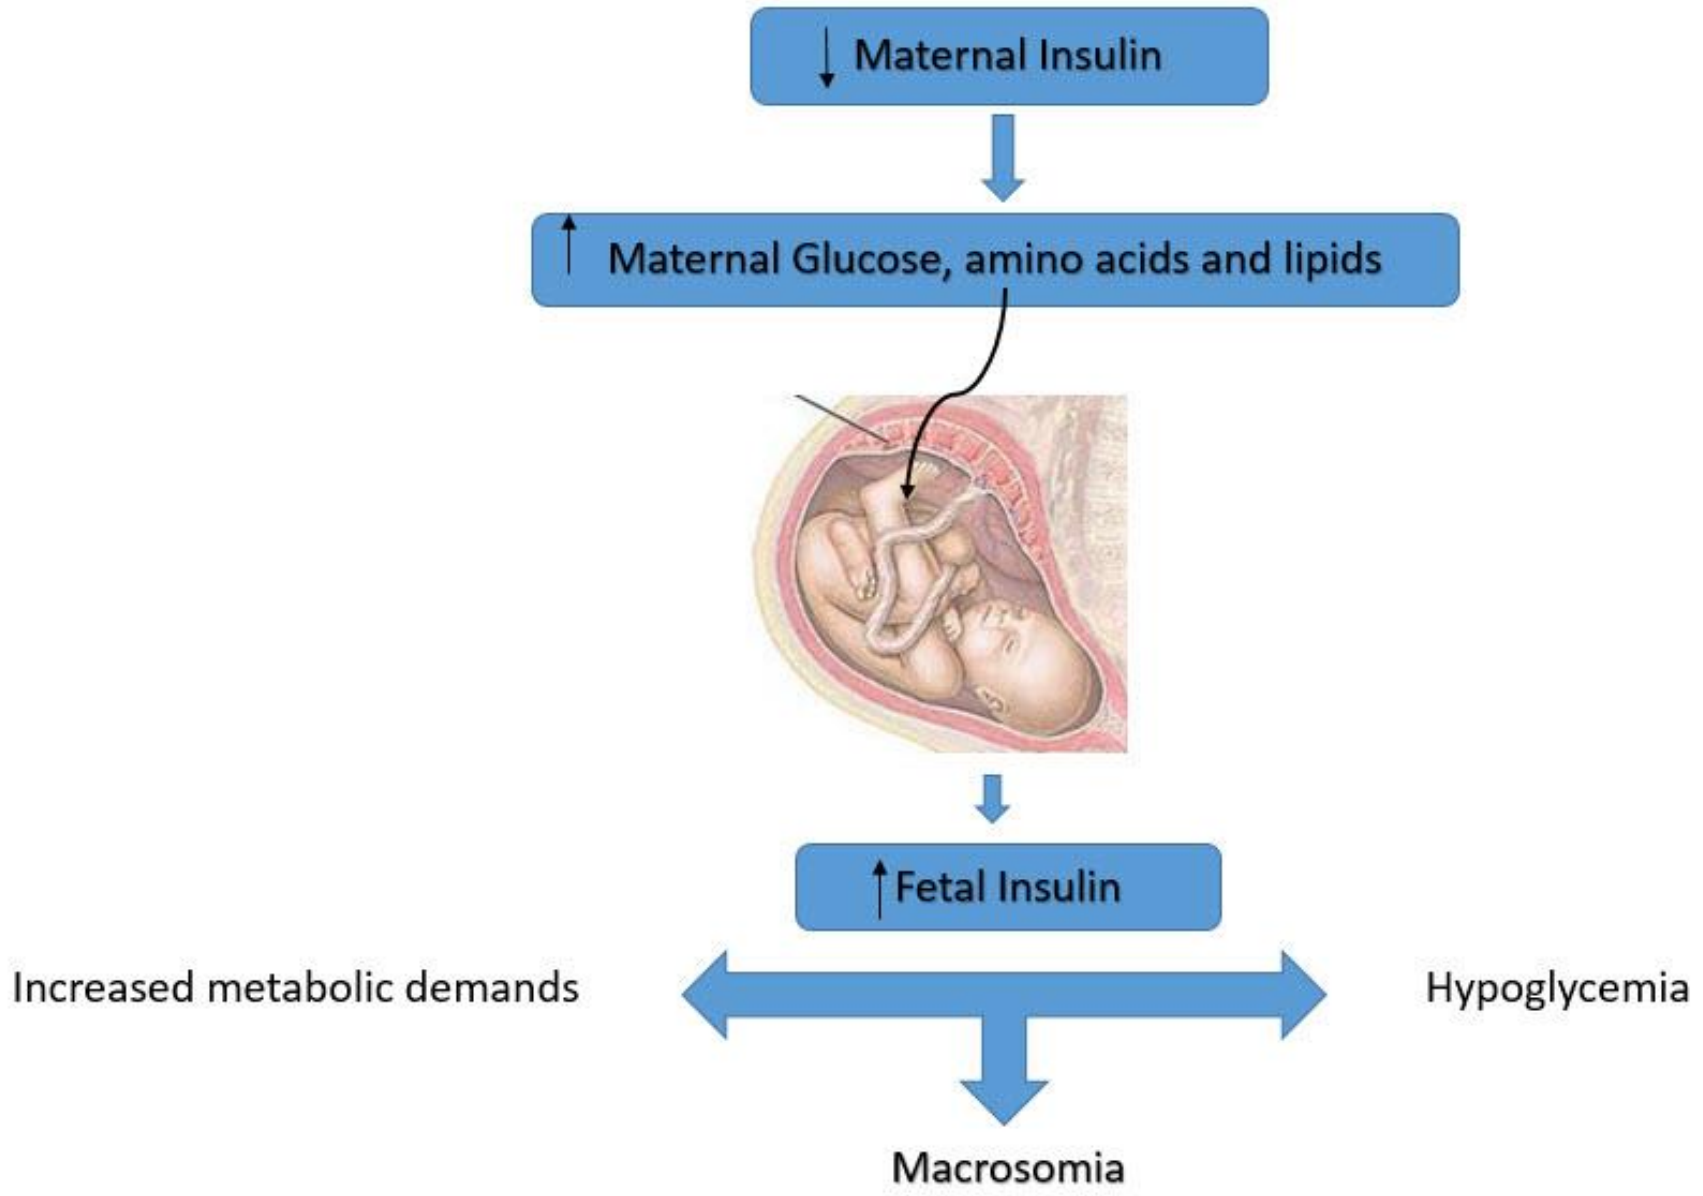 Maternal Insulin
Maternal Glucose, amino acids and lipids
Fetal Insulin
Increased metabolic demands
Hypoglycemia
Macrosomia